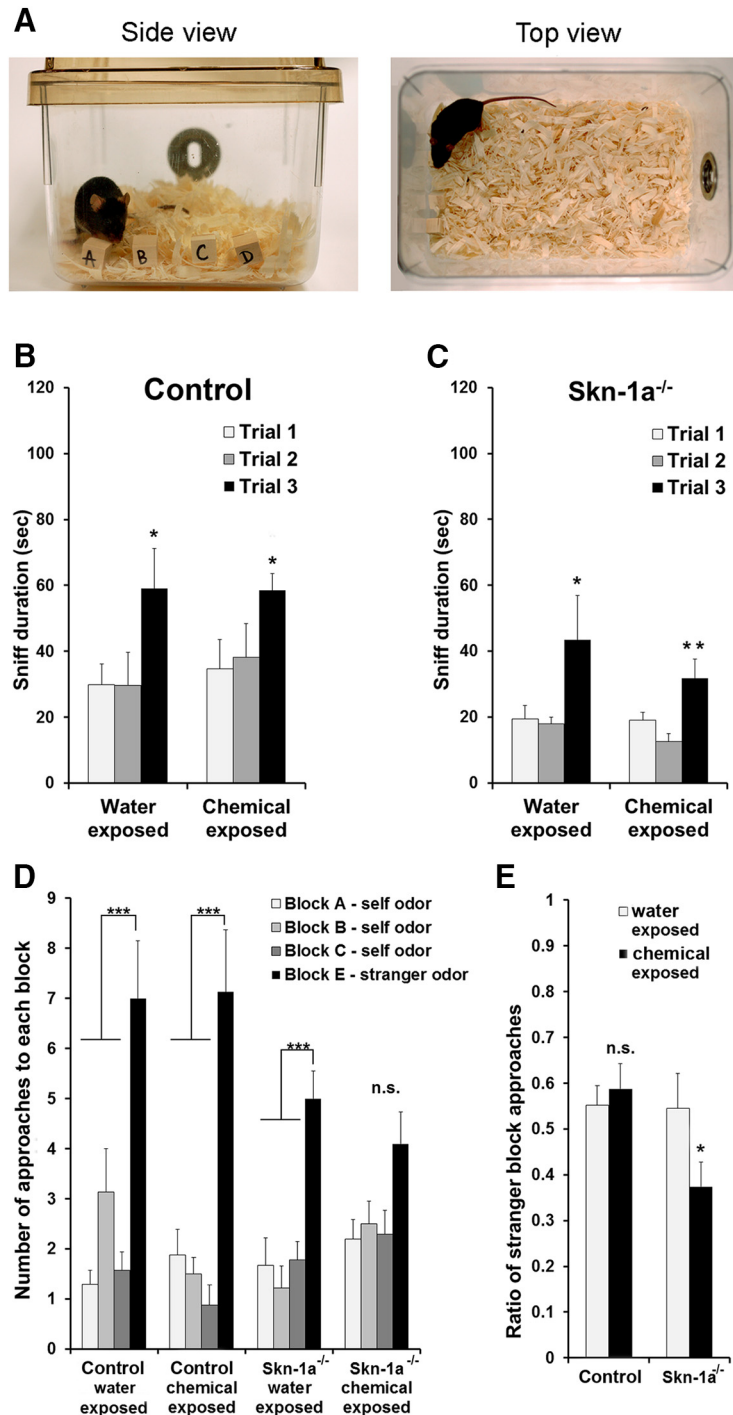 A
Side view
Top view
A B C D
B
Control
120
100
80
60
40
20
0
Sniff duration (sec)
Trial 1
Trial 2
Trial 3
*
*
Water exposed
Chemical exposed
C
Skn-1a-/-
120
100
80
60
40
20
0
Sniff duration (sec)
Trial 1
Trial 2
Trial 3
*
**
Water exposed
Chemical exposed
D
9
8
7
6
5
4
3
2
1
0
Number of approaches to each block
Block A - self odor
Block B - self odor
Block C - self odor
Block E - stranger odor
***
***
***
n.s.
Control water exposed
Control chemical exposed
Skn-1a-/- water exposed
Skn-1a-/- chemical exposed
E
1
0.9
0.8
0.7
0.6
0.5
0.4
0.3
0.2
0.1
0
Ratio of stranger block approaches
water exposed
chemical exposed
n.s.
*
Control
Skn-1a-/-